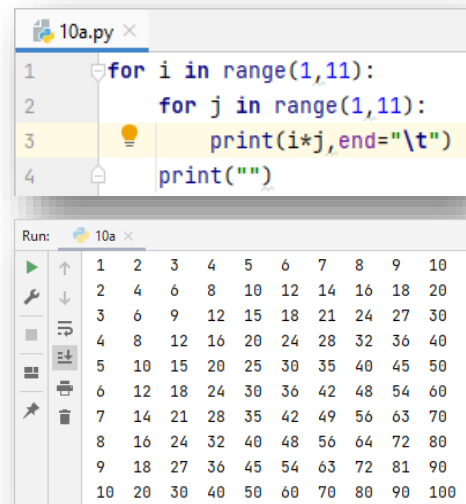 10a.py
1 for i in range(1,11):
2 for j in range(1,11):
3 print(i*j,end="\t")
4 print("")
Run: 10a
1 2 3 4 5 6 7 8 9 10
2 4 6 8 10 12 14 16 18 20
3 6 9 12 15 18 21 24 27 30
4 8 12 16 20 24 28 32 36 40
5 10 15 20 25 30 35 40 45 50
6 12 18 24 30 36 42 48 54 60
7 14 21 28 35 42 49 56 63 70
8 16 24 32 40 48 56 64 72 80
9 18 27 36 45 54 63 72 81 90
10 20 30 40 50 60 70 80 90 100